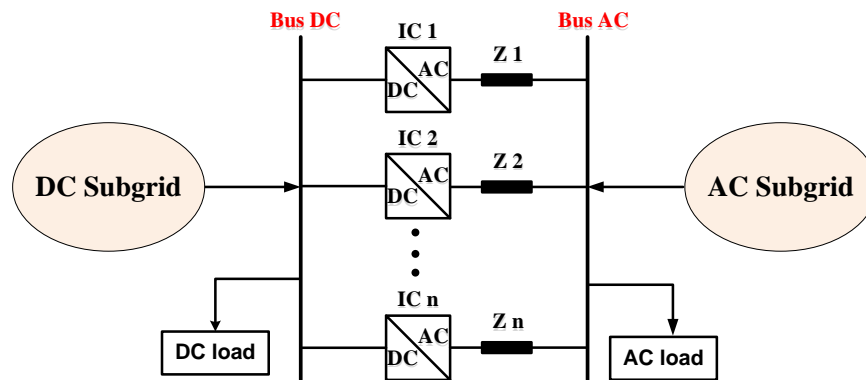 Bus DC
IC 1
Bus AC
AC
DC
Z 1
IC 2
AC
DC
Z 2
DC Subgrid
AC Subgrid
IC n
AC
DC
Z n
DC load
AC load